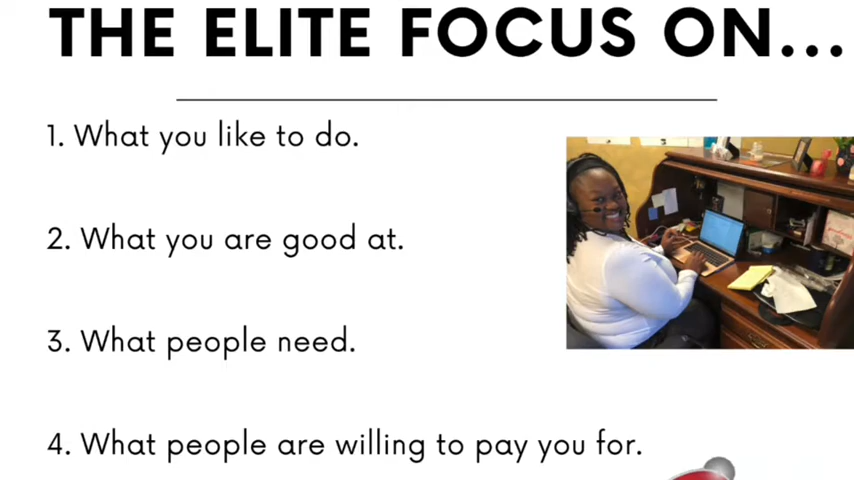 THE ELITE FOCUS ON...
1. What you like to do.
2. What you are good at.
3. What people need.
4. What people are willing to pay you for.